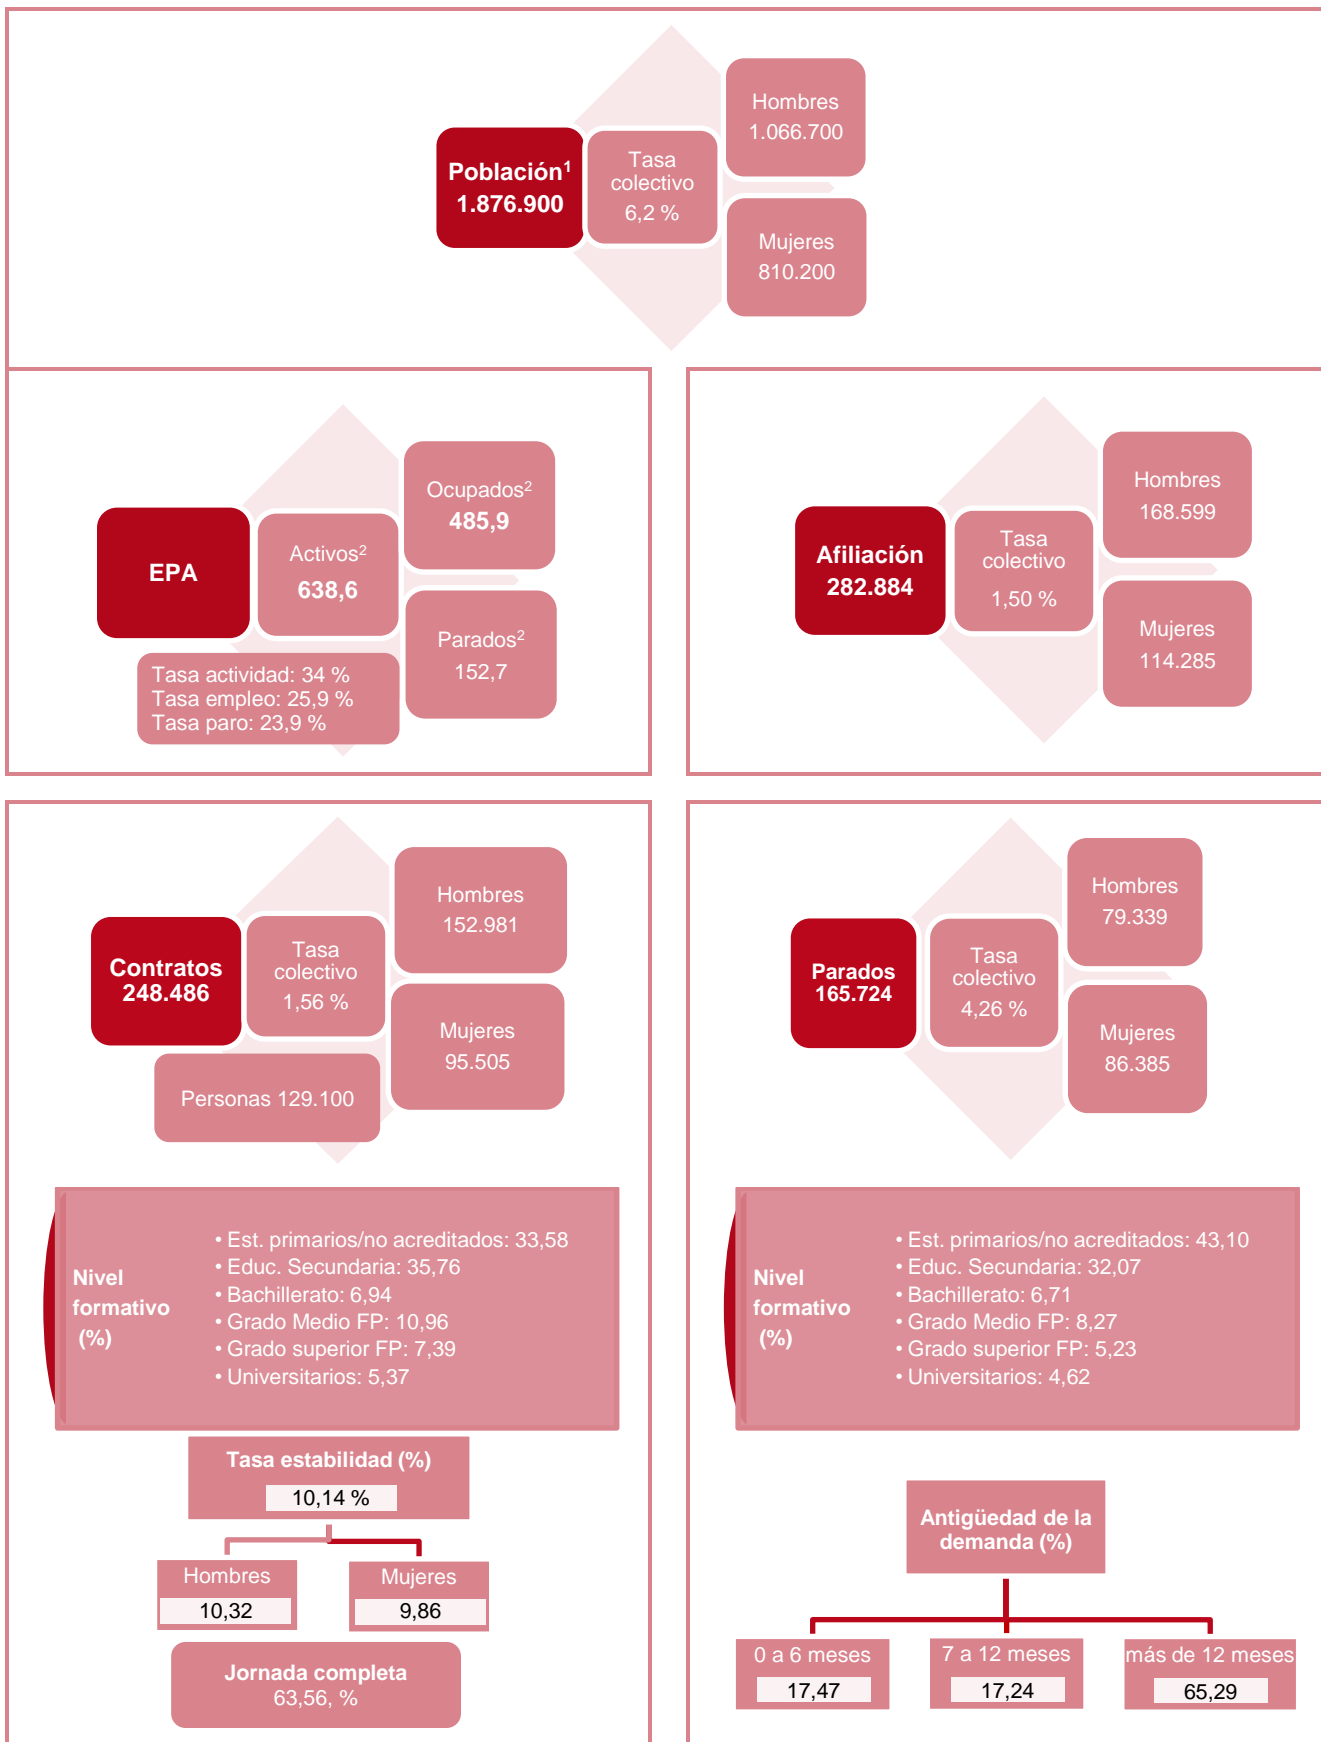 Población¹
1.876.900
Tasa
colectivo
6,2 %
Hombres
1.066.700
Mujeres
810.200
EPA
Activos²
638,6
Ocupados²
485,9
Parados²
152,7
Tasa actividad: 34 %
Tasa empleo: 25,9 %
Tasa paro: 23,9 %
Afiliación
282.884
Tasa
colectivo
1,50 %
Hombres
168.599
Mujeres
114.285
Contratos
248.486
Tasa
colectivo
1,56 %
Hombres
152.981
Mujeres
95.505
Personas 129.100
Nivel
formativo
(%)
• Est. primarios/no acreditados: 33,58
• Educ. Secundaria: 35,76
• Bachillerato: 6,94
• Grado Medio FP: 10,96
• Grado superior FP: 7,39
• Universitarios: 5,37
Tasa estabilidad (%)
10,14 %
Hombres
10,32
Mujeres
9,86
Jornada completa
63,56, %
Parados
165.724
Tasa
colectivo
4,26 %
Hombres
79.339
Mujeres
86.385
Nivel
formativo
(%)
• Est. primarios/no acreditados: 43,10
• Educ. Secundaria: 32,07
• Bachillerato: 6,71
• Grado Medio FP: 8,27
• Grado superior FP: 5,23
• Universitarios: 4,62
Antigüedad de la
demanda (%)
0 a 6 meses
17,47
7 a 12 meses
17,24
más de 12 meses
65,29